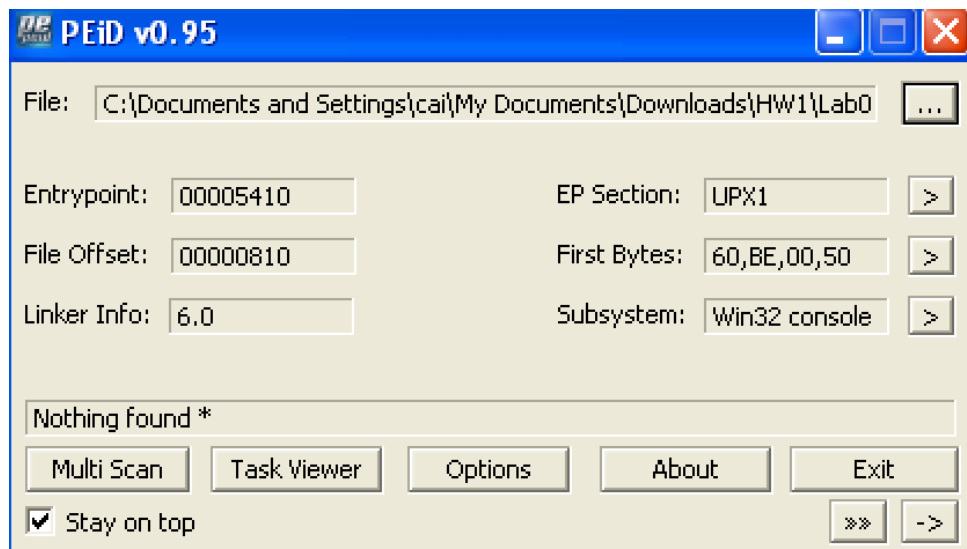 PEiD v0.95
File: C:\Documents and Settings\cai\My Documents\Downloads\HW1\Lab0 ...
Entrypoint: 00005410 EP Section: UPX1 >
File Offset: 00000810 First Bytes: 60,BE,00,50 >
Linker Info: 6.0 Subsystem: Win32 console >
Nothing found *
Multi Scan Task Viewer Options About Exit
Stay on top »» ->